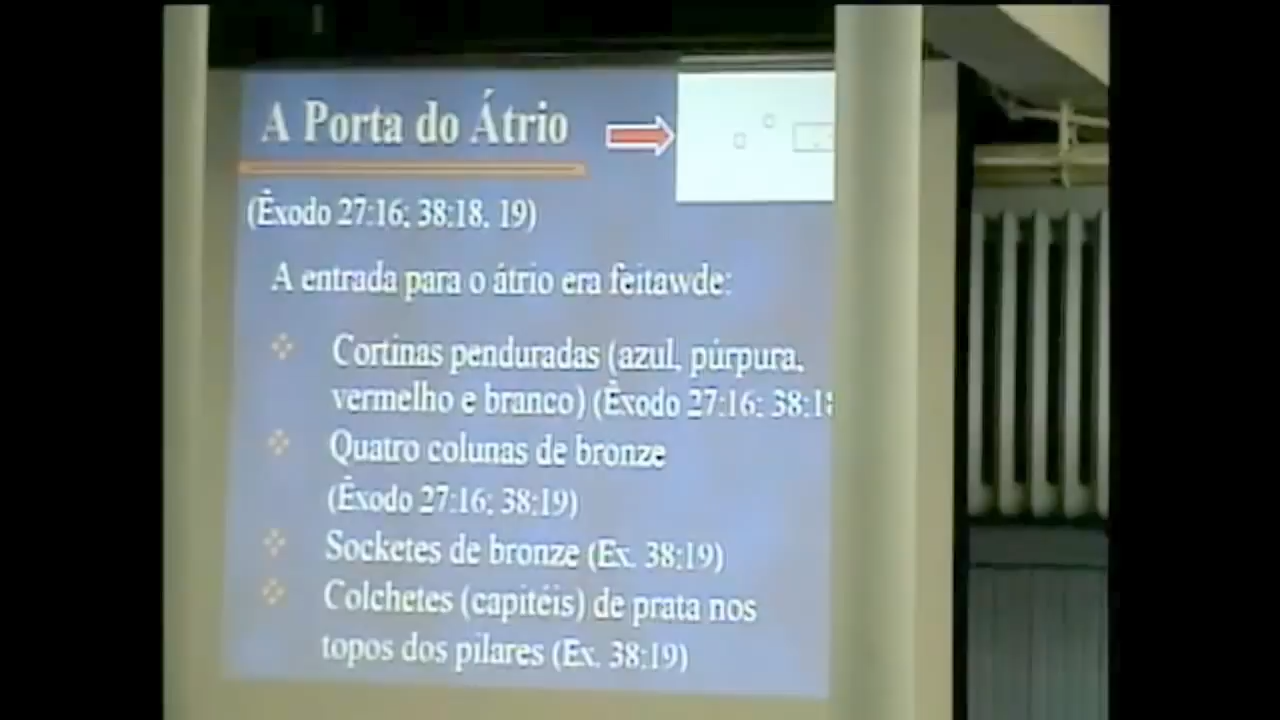 A Porta do Átrio
(Êxodo 27:16; 38:18, 19)
A entrada para o átrio era feitawde:
Cortinas penduradas (azul, púrpura,
vermelho e branco) (Êxodo 27:16; 38:18
Quatro colunas de bronze
(Êxodo 27:16; 38:19)
Socketes de bronze (Ex. 38:19)
Colchetes (capitéis) de prata nos
topos dos pilares (Ex. 38:19)